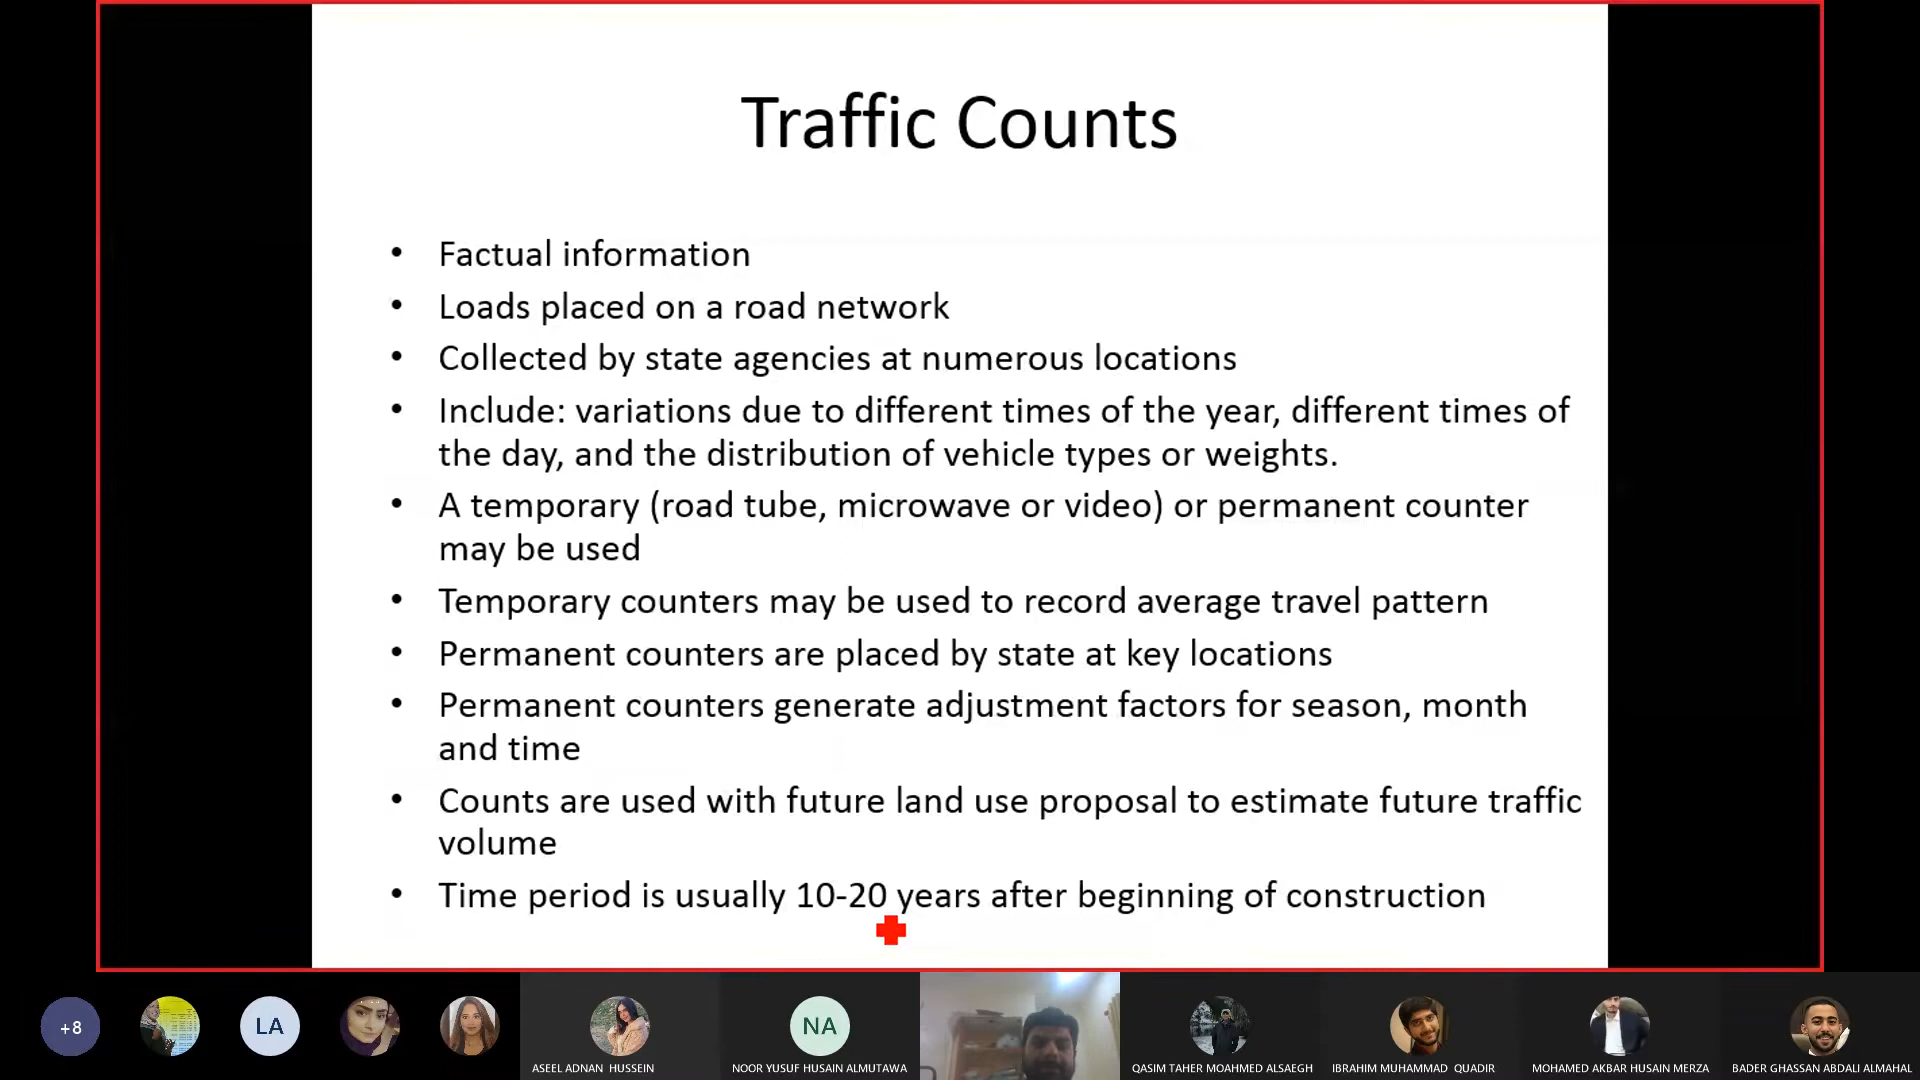 Traffic Counts
• Factual information
• Loads placed on a road network
• Collected by state agencies at numerous locations
• Include: variations due to different times of the year, different times of
the day, and the distribution of vehicle types or weights.
• A temporary (road tube, microwave or video) or permanent counter
may be used
• Temporary counters may be used to record average travel pattern
• Permanent counters are placed by state at key locations
• Permanent counters generate adjustment factors for season, month
and time
• Counts are used with future land use proposal to estimate future traffic
volume
• Time period is usually 10-20 years after beginning of construction
+8
LA
NA
ASEEL ADNAN HUSSEIN
NOOR YUSUF HUSAIN ALMUTAWA
QASIM TAHER MOAHMED ALSAEGH
IBRAHIM MUHAMMAD QUADIR
MOHAMED AKBAR HUSAIN MERZA
BADER GHASSAN ABDALI ALMAHAL